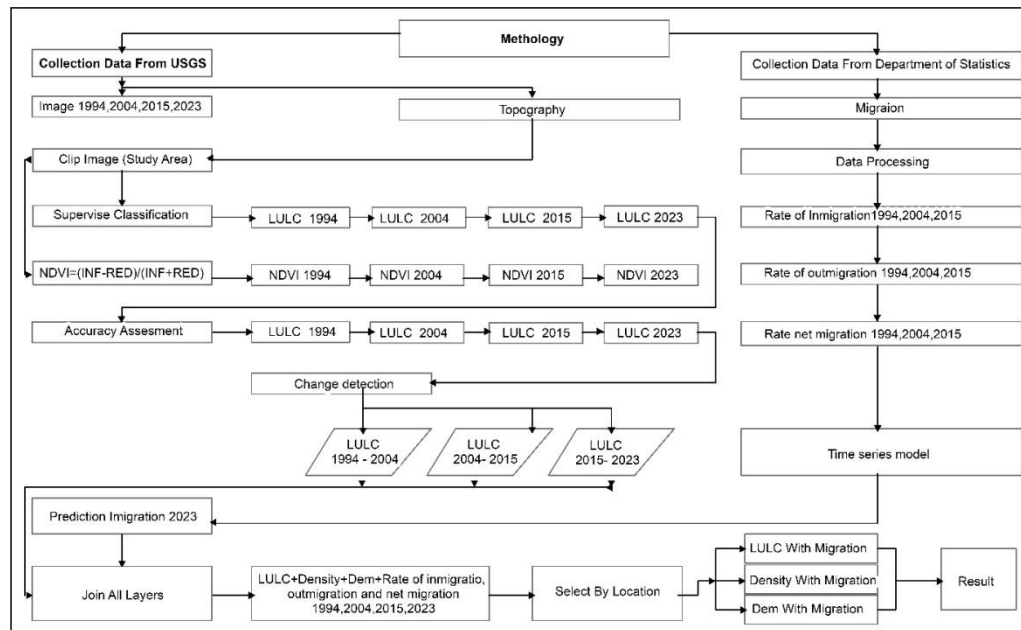 Methology
Collection Data From USGS
Collection Data From Department of Statistics
Image 1994,2004,2015,2023
Topography
Migraion
Clip Image (Study Area)
Data Processing
Supervise Classification
LULC 1994
LULC 2004
LULC 2015
LULC 2023
Rate of Inmigration1994,2004,2015
NDVI=(INF-RED)/(INF+RED)
NDVI 1994
NDVI 2004
NDVI 2015
NDVI 2023
Rate of outmigration 1994,2004,2015
Accuracy Assesment
LULC 1994
LULC 2004
LULC 2015
LULC 2023
Rate net migration 1994,2004,2015
Change detection
LULC
1994 - 2004
LULC
2004- 2015
LULC
2015- 2023
Time series model
Prediction Imigration 2023
Join All Layers
LULC+Density+Dem+Rate of inmigratio,
outmigration and net migration
1994,2004,2015,2023
Select By Location
LULC With Migration
Density With Migration
Dem With Migration
Result